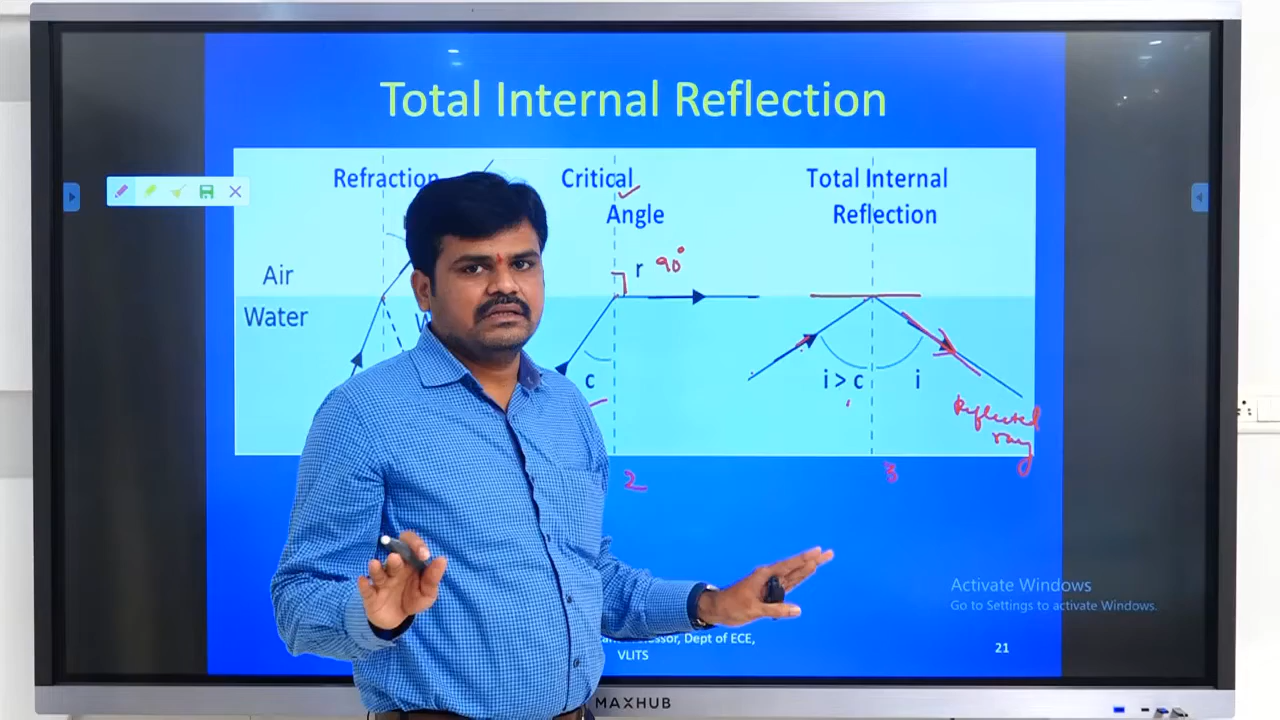 Total Internal Reflection
Refraction
Critical
Angle
Total Internal
Reflection
Air
Water
r 90°
c
i > c
i
Reflected
ray
2
3
Activate Windows
Go to Settings to activate Windows.
Dept of ECE,
VLITS
21
MAXHUB